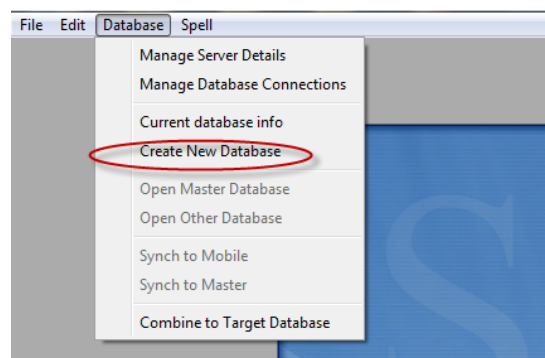 File Edit Database Spell
Manage Server Details
Manage Database Connections
Current database info
Create New Database
Open Master Database
Open Other Database
Synch to Mobile
Synch to Master
Combine to Target Database
S